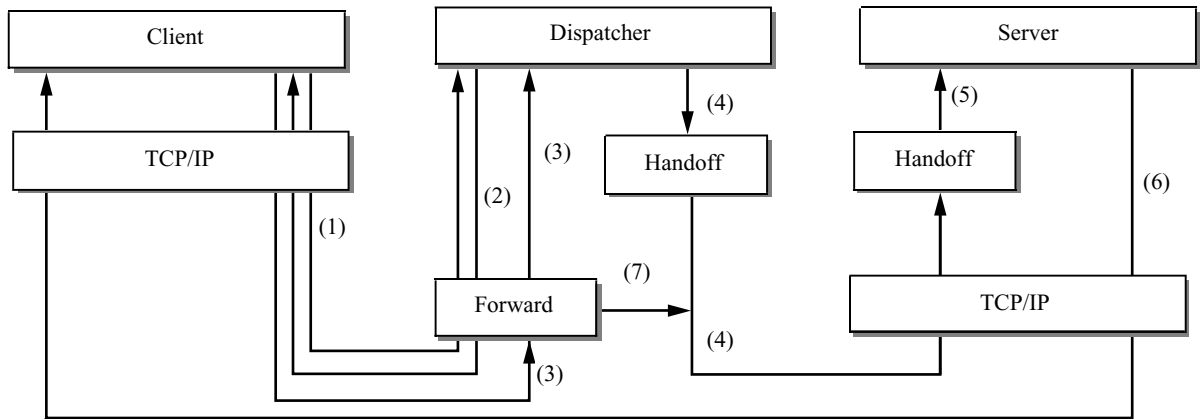 Client
Dispatcher
Server
(4)
(5)
TCP/IP
(3)
Handoff
Handoff
(2)
(6)
(1)
(7)
Forward
TCP/IP
(4)
(3)